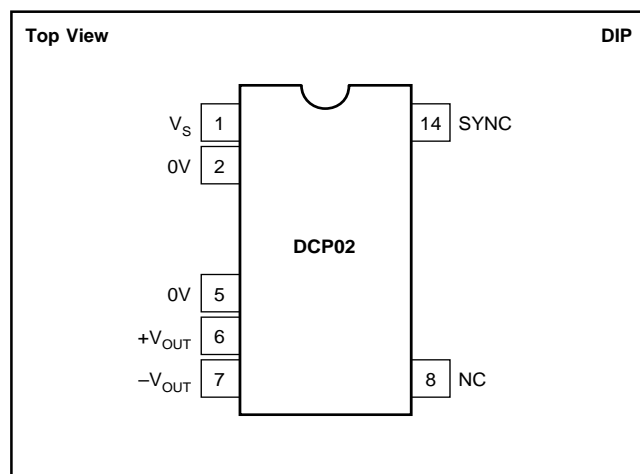 Top View DIP
V_S 1 14 SYNC
0V 2
DCP02
0V 5
+V_OUT 6
–V_OUT 7 8 NC